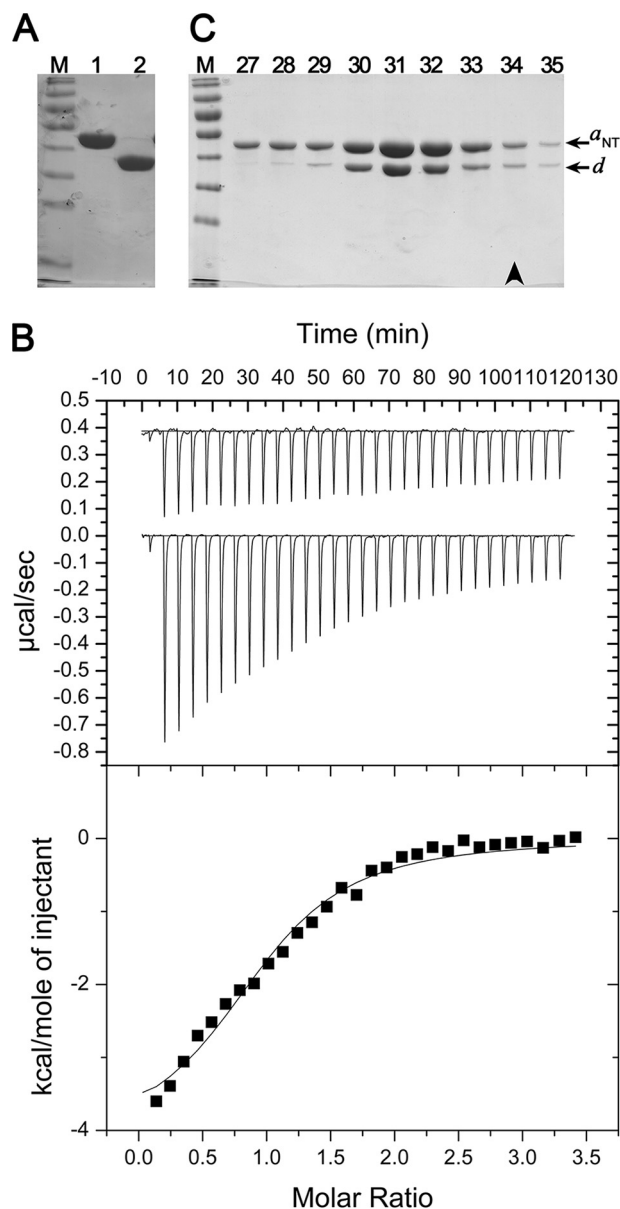 A
C
M 1 2
M 27 28 29 30 31 32 33 34 35
aNT
d
B
Time (min)
-10 0 10 20 30 40 50 60 70 80 90 100 110 120 130
0.5
0.4
0.3
0.2
0.1
0.0
-0.1
-0.2
-0.3
-0.4
-0.5
-0.6
-0.7
-0.8
µcal/sec
0
-2
-4
kcal/mole of injectant
0.0 0.5 1.0 1.5 2.0 2.5 3.0 3.5
Molar Ratio